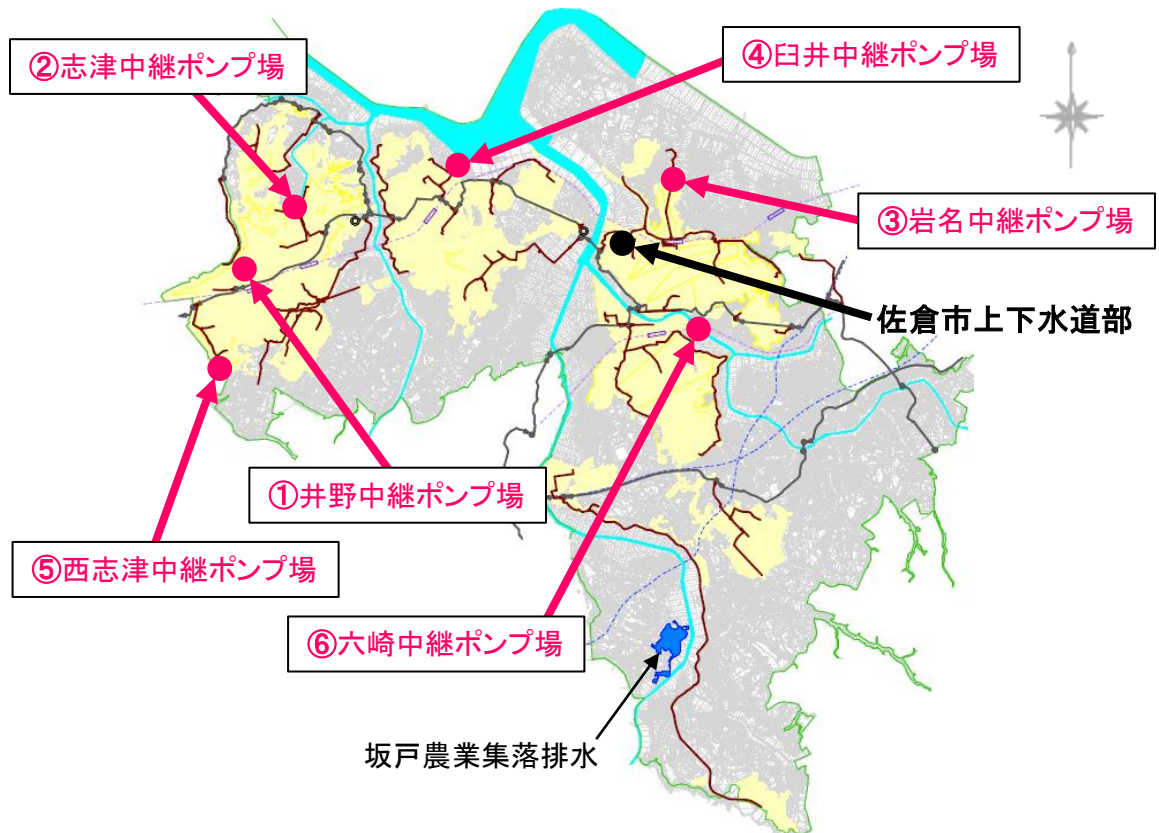 ②志津中継ポンプ場
④臼井中継ポンプ場
③岩名中継ポンプ場
佐倉市上下水道部
①井野中継ポンプ場
⑤西志津中継ポンプ場
⑥六崎中継ポンプ場
坂戸農業集落排水